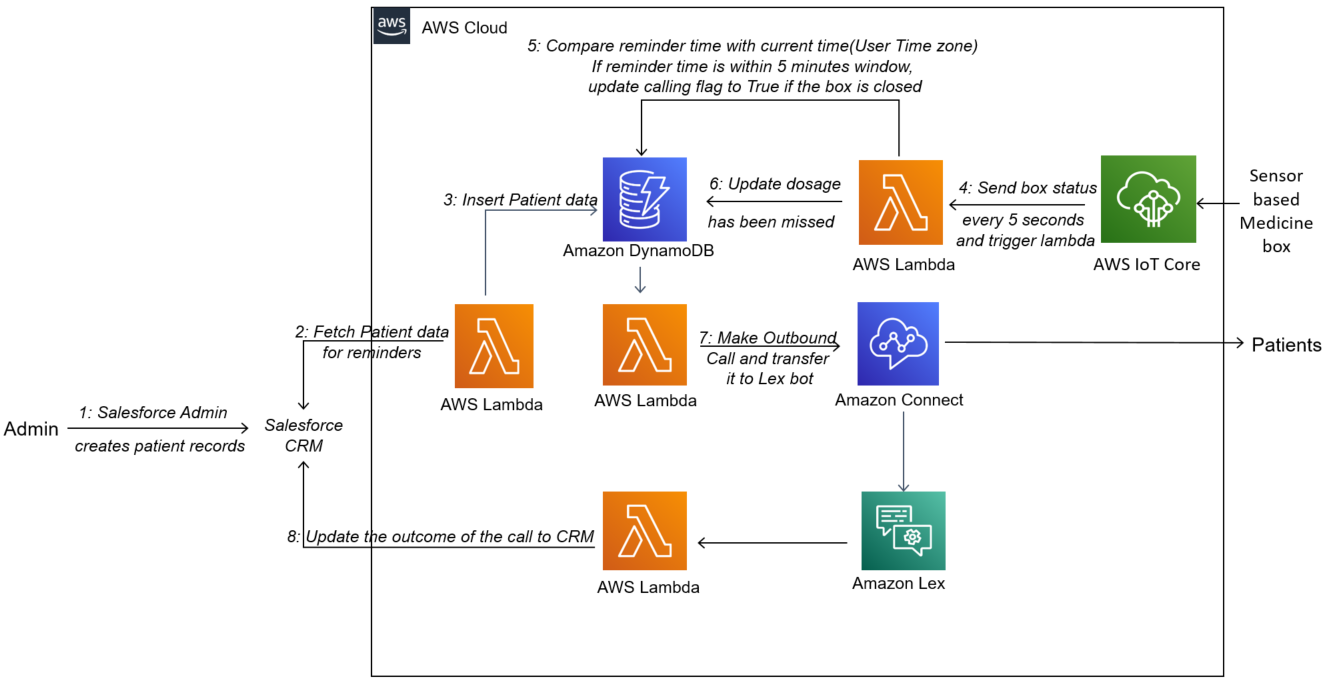 aws
AWS Cloud
5: Compare reminder time with current time(User Time zone)
If reminder time is within 5 minutes window,
update calling flag to True if the box is closed
3: Insert Patient data
Amazon DynamoDB
6: Update dosage
has been missed
AWS Lambda
4: Send box status
every 5 seconds
and trigger lambda
AWS IoT Core
Sensor
based
Medicine
box
2: Fetch Patient data
for reminders
AWS Lambda
AWS Lambda
7: Make Outbound
Call and transfer
it to Lex bot
Amazon Connect
Patients
Admin
1: Salesforce Admin
creates patient records
Salesforce
CRM
8: Update the outcome of the call to CRM
AWS Lambda
Amazon Lex